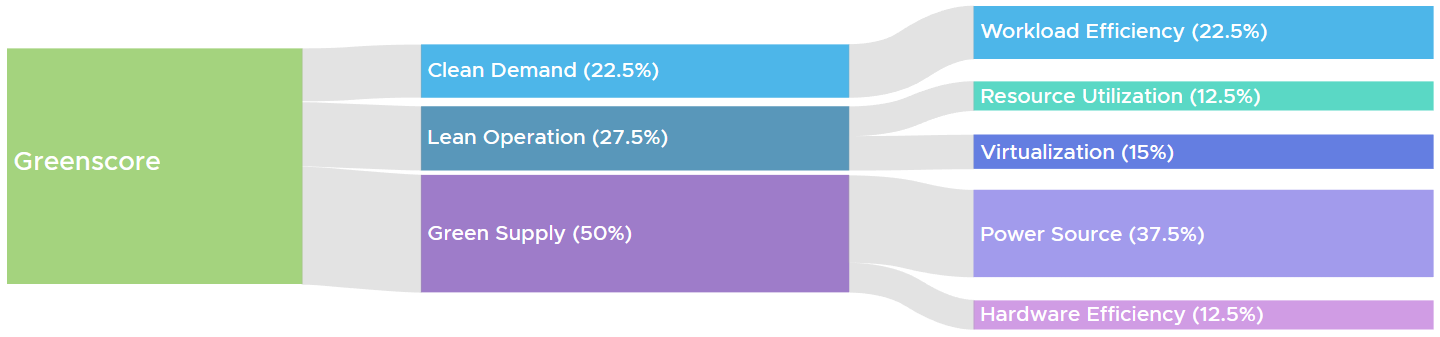 Greenscore
Clean Demand (22.5%)
Lean Operation (27.5%)
Green Supply (50%)
Workload Efficiency (22.5%)
Resource Utilization (12.5%)
Virtualization (15%)
Power Source (37.5%)
Hardware Efficiency (12.5%)